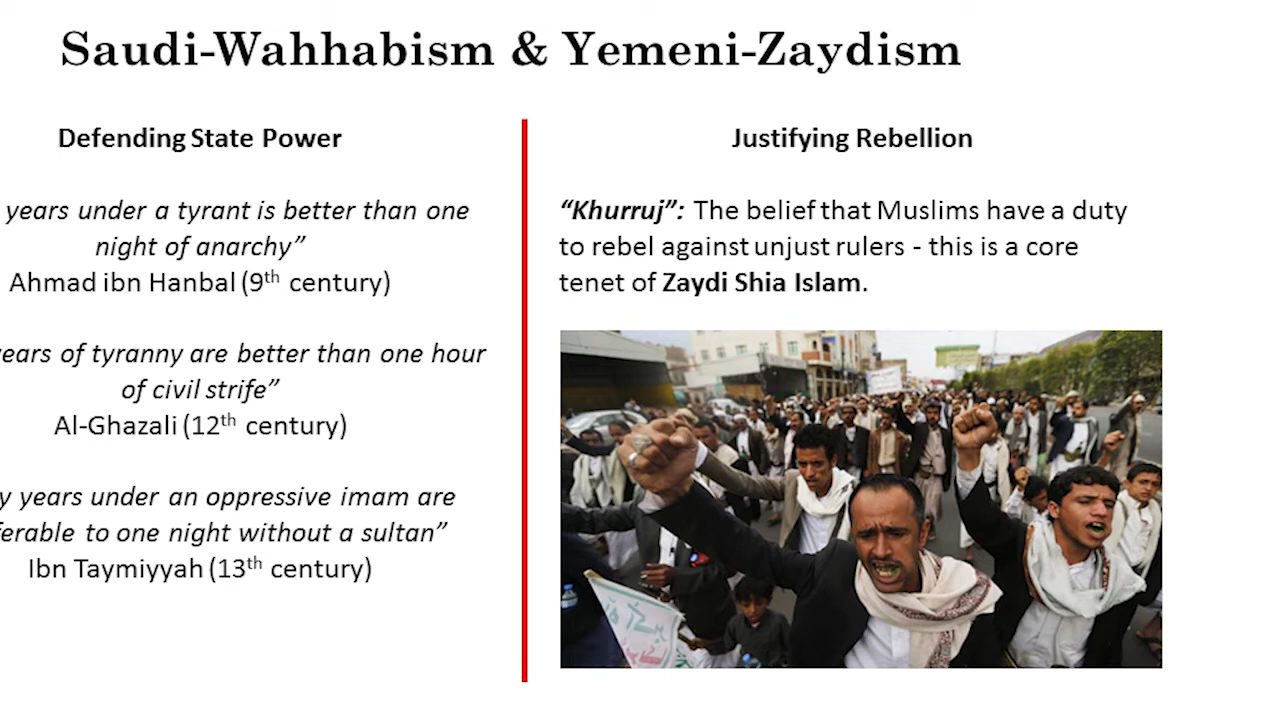 Saudi-Wahhabism & Yemeni-Zaydism
Defending State Power
years under a tyrant is better than one
night of anarchy”
Ahmad ibn Hanbal (9th century)
ears of tyranny are better than one hour
of civil strife”
Al-Ghazali (12th century)
y years under an oppressive imam are
ferable to one night without a sultan”
Ibn Taymiyyah (13th century)
Justifying Rebellion
“Khurruj”: The belief that Muslims have a duty
to rebel against unjust rulers - this is a core
tenet of Zaydi Shia Islam.